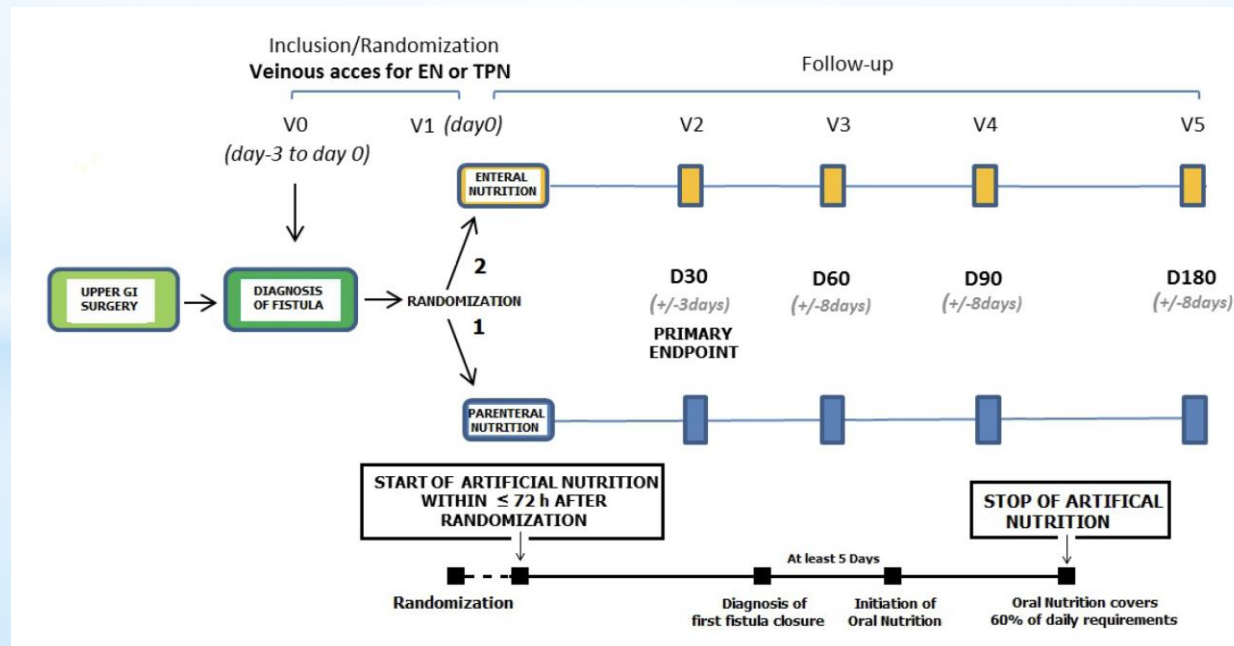 Inclusion/Randomization
Veinous acces for EN or TPN
Follow-up
V0
(day-3 to day 0)
V1 (day0)
V2
V3
V4
V5
ENTERAL
NUTRITION
2
UPPER GI
SURGERY
DIAGNOSIS
OF FISTULA
RANDOMIZATION
1
D30
(+/-3days)
PRIMARY
ENDPOINT
D60
(+/-8days)
D90
(+/-8days)
D180
(+/-8days)
PARENTERAL
NUTRITION
START OF ARTIFICIAL NUTRITION
WITHIN ≤ 72 h AFTER
RANDOMIZATION
STOP OF ARTIFICAL
NUTRITION
At least 5 Days
Randomization
Diagnosis of
first fistula closure
Initiation of
Oral Nutrition
Oral Nutrition covers
60% of daily requirements